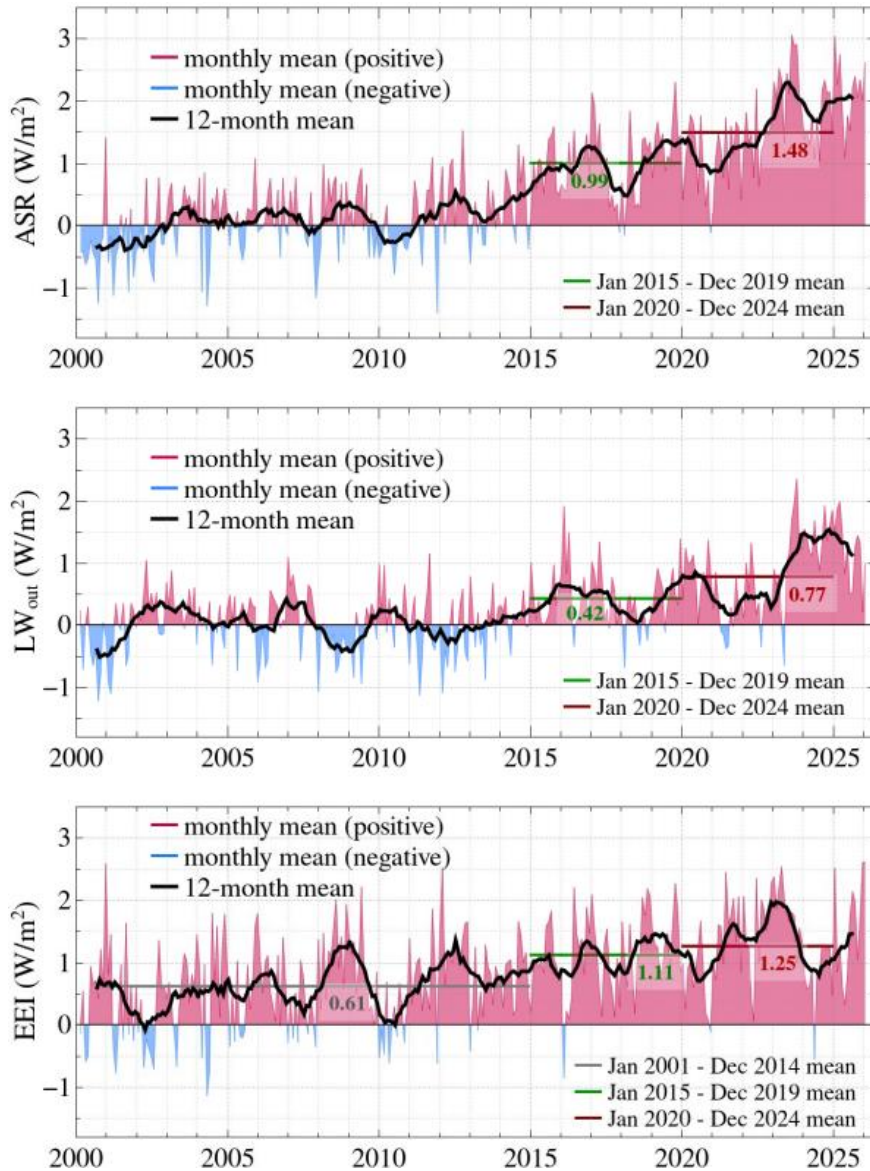 3
2
1
0
−1
ASR (W/m²)
monthly mean (positive)
monthly mean (negative)
12-month mean
0.99
1.48
Jan 2015 - Dec 2019 mean
Jan 2020 - Dec 2024 mean
2000 2005 2010 2015 2020 2025
3
2
1
0
−1
LWout (W/m²)
monthly mean (positive)
monthly mean (negative)
12-month mean
0.42
0.77
Jan 2015 - Dec 2019 mean
Jan 2020 - Dec 2024 mean
2000 2005 2010 2015 2020 2025
3
2
1
0
−1
EEI (W/m²)
monthly mean (positive)
monthly mean (negative)
12-month mean
0.61
1.11
1.25
Jan 2001 - Dec 2014 mean
Jan 2015 - Dec 2019 mean
Jan 2020 - Dec 2024 mean
2000 2005 2010 2015 2020 2025